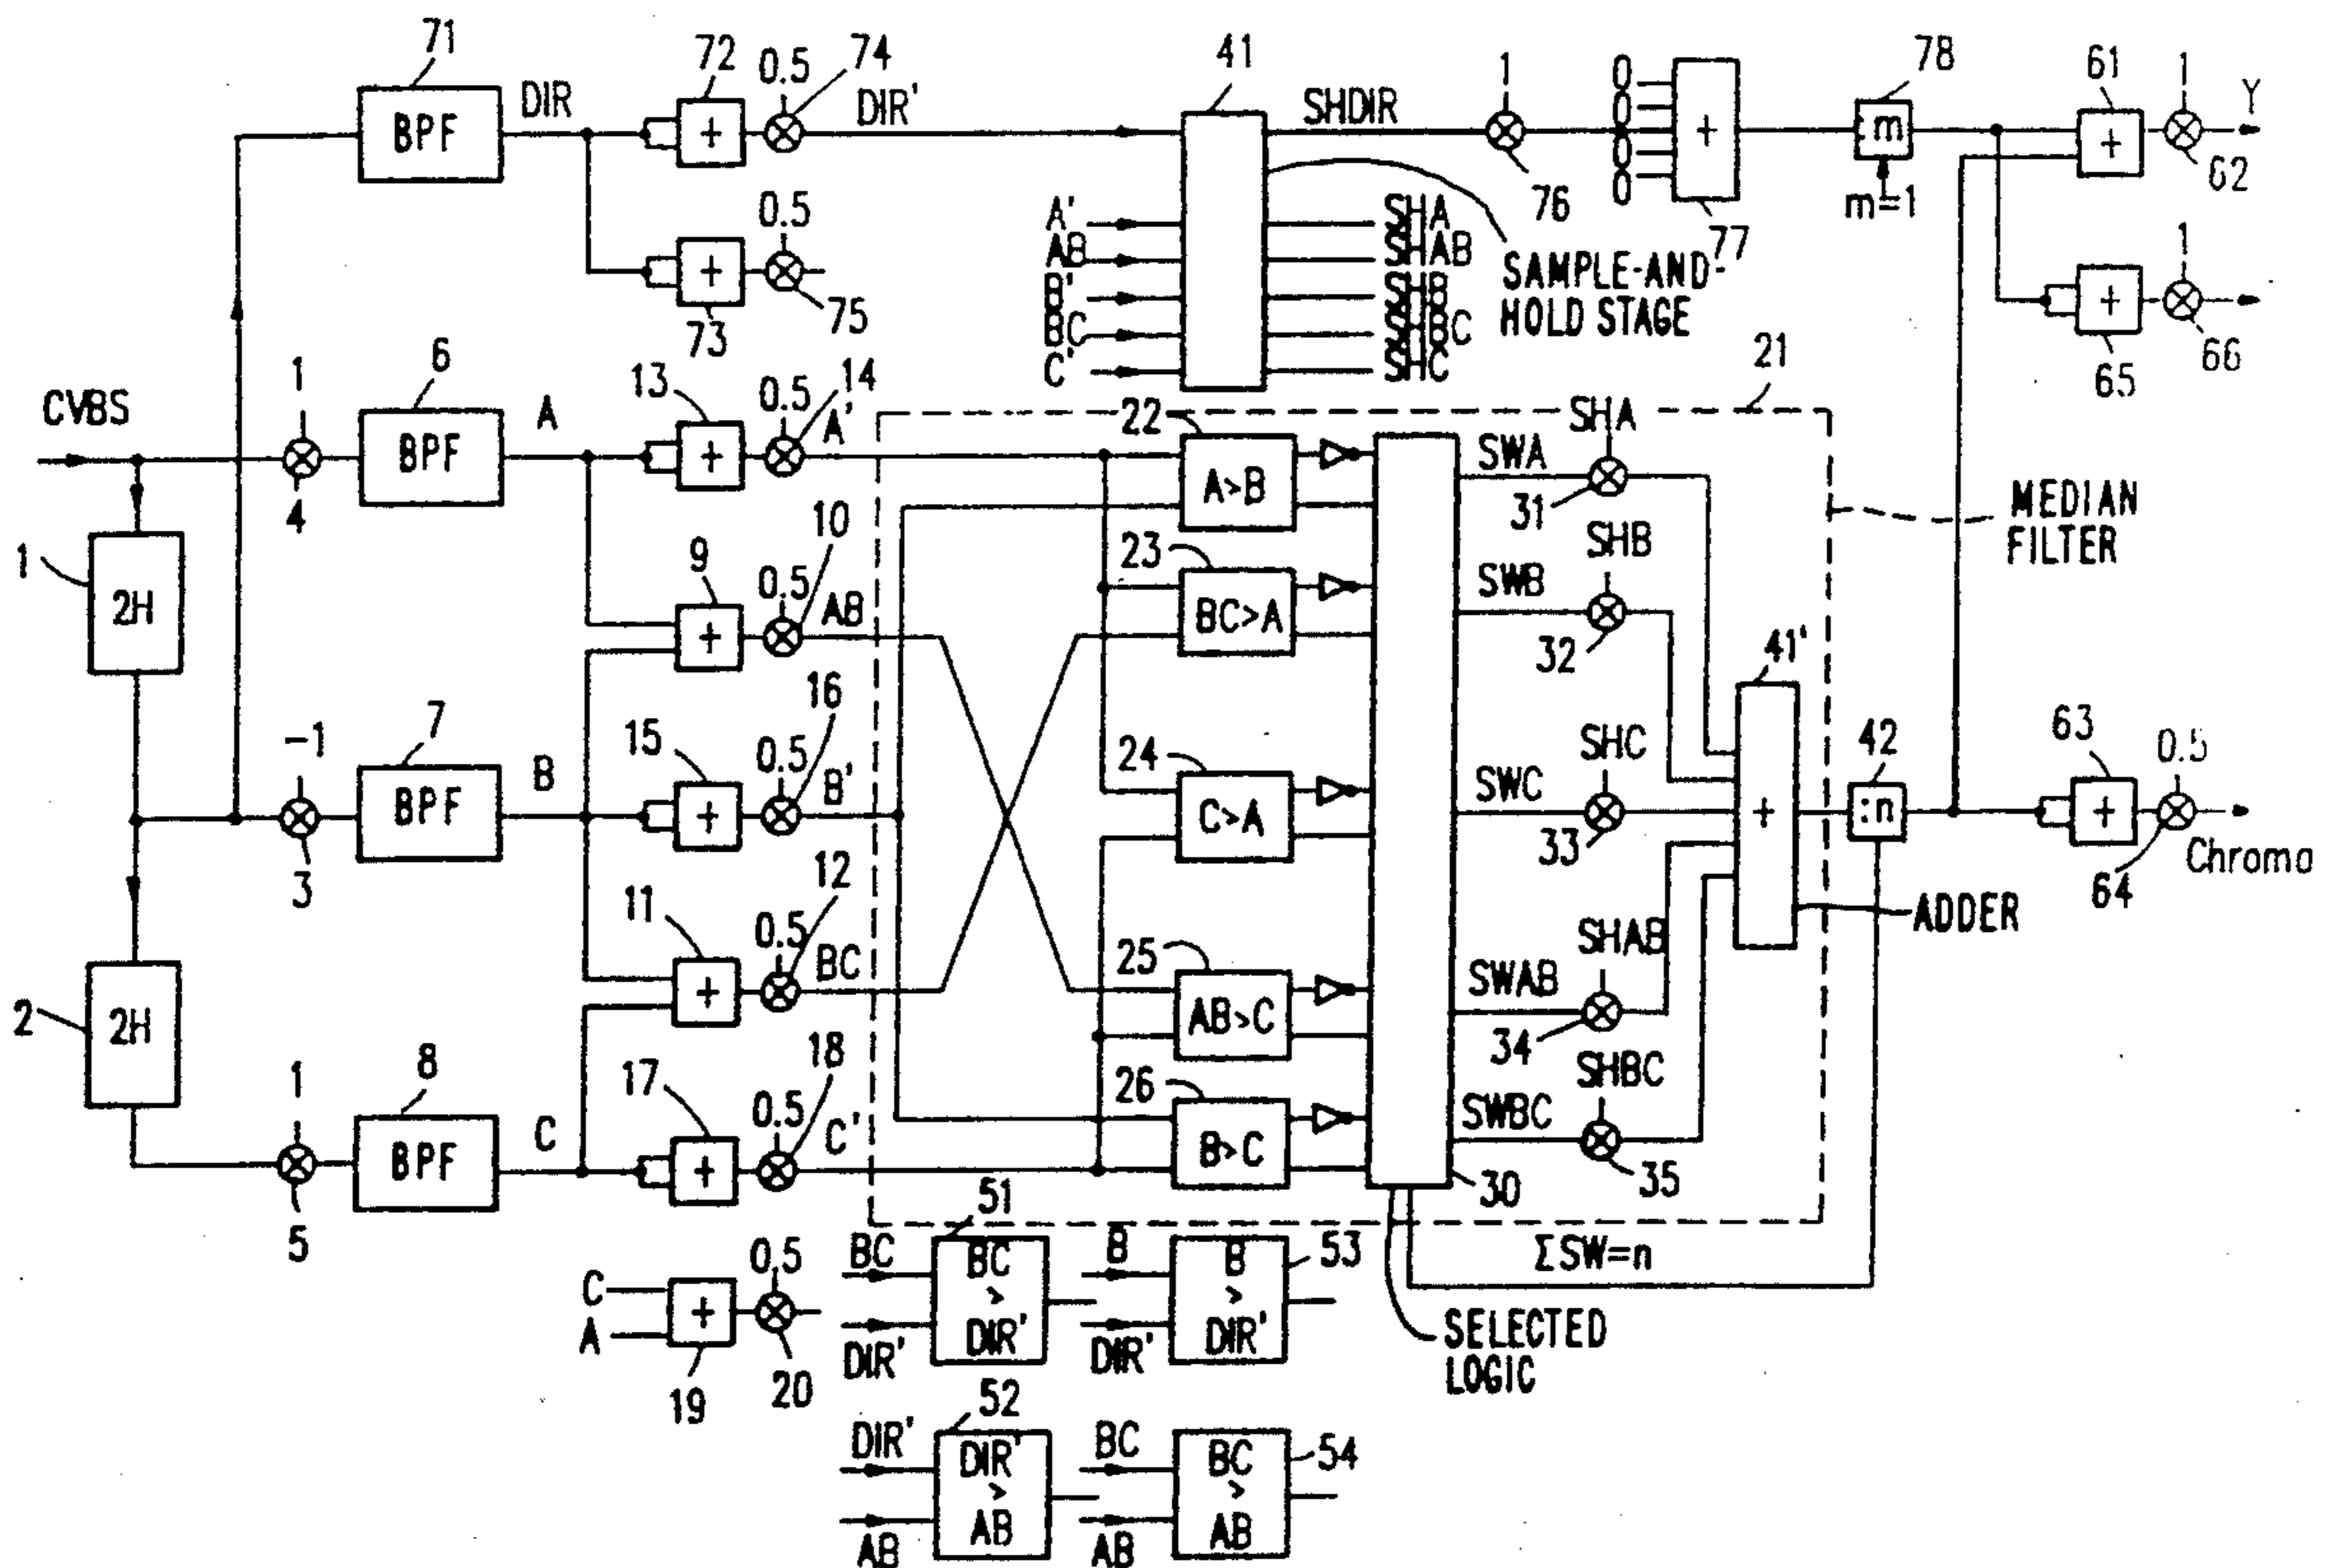 71
BPF
DIR
72
+
0.5
74
DIR'
41
SHDIR
1
76
0
0
0
0
+
77
78
:m
m=1
61
+
1
Y
62
73
+
0.5
75
A'
AB
B'
BC
C'
SHA
SHAB
SHB
SHBC
SHC
SAMPLE-AND-
HOLD STAGE
65
+
1
66
CVBS
1
4
6
BPF
A
13
+
0.5
14
A'
21
MEDIAN
FILTER
1
2H
9
+
0.5
10
AB
-1
3
7
BPF
B
15
+
0.5
16
B'
11
+
0.5
12
BC
2
2H
1
5
8
BPF
C
17
+
0.5
18
C'
22
A>B
23
BC>A
24
C>A
25
AB>C
26
B>C
30
SWA
SHA
31
SWB
SHB
32
SWC
SHC
33
SWAB
SHAB
34
SWBC
SHBC
35
41'
+
ADDER
42
:n
63
+
0.5
64
Chroma
ΣSW=n
SELECTED
LOGIC
C
A
+
19
0.5
20
BC
DIR'
51
BC
>
DIR'
B
DIR'
53
B
>
DIR'
DIR'
AB
52
DIR'
>
AB
BC
AB
54
BC
>
AB